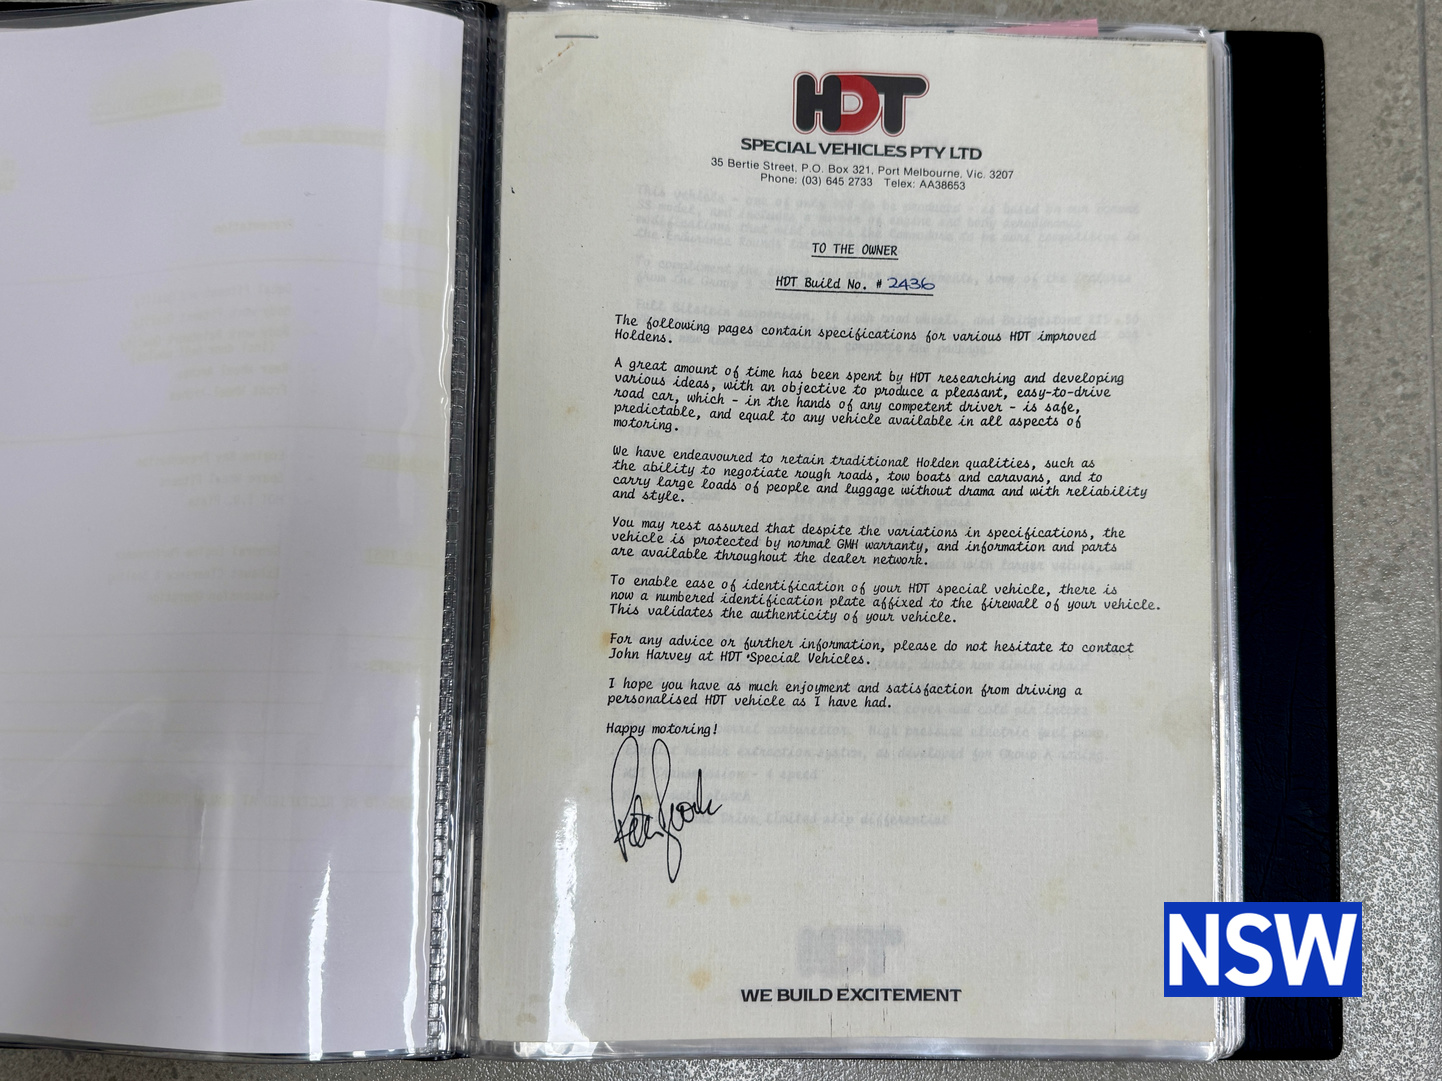 HDT
SPECIAL VEHICLES PTY LTD
35 Bertie Street, P.O. Box 321, Port Melbourne, Vic. 3207
Phone: (03) 645 2733 Telex: AA38653
TO THE OWNER
HDT Build No. # 2436
The following pages contain specifications for various HDT improved
Holdens.
A great amount of time has been spent by HDT researching and developing
various ideas, with an objective to produce a pleasant, easy-to-drive
road car, which - in the hands of any competent driver - is safe,
predictable, and equal to any vehicle available in all aspects of
motoring.
We have endeavoured to retain traditional Holden qualities, such as
the ability to negotiate rough roads, tow boats and caravans, and to
carry large loads of people and luggage without drama and with reliability
and style.
You may rest assured that despite the variations in specifications, the
vehicle is protected by normal GMH warranty, and information and parts
are available throughout the dealer network.
To enable ease of identification of your HDT special vehicle, there is
now a numbered identification plate affixed to the firewall of your vehicle.
This validates the authenticity of your vehicle.
For any advice or further information, please do not hesitate to contact
John Harvey at HDT Special Vehicles.
I hope you have as much enjoyment and satisfaction from driving a
personalised HDT vehicle as I have had.
Happy motoring!
Peter Brock
WE BUILD EXCITEMENT
NSW